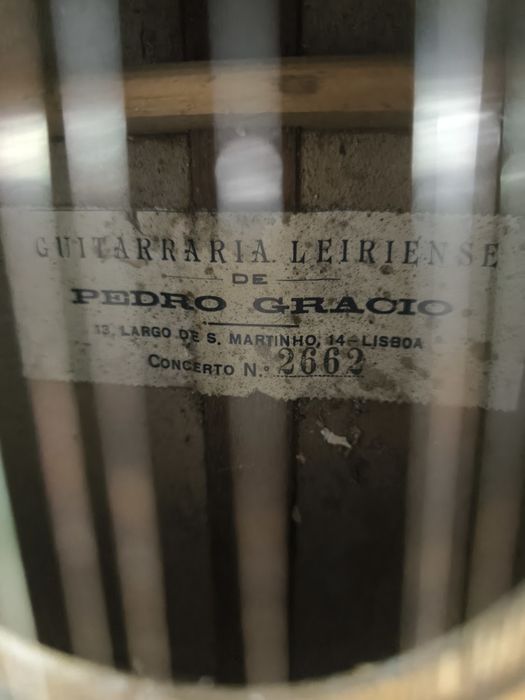 GUITARRARIA LEIRIENSE
DE
PEDRO GRACIO
13, LARGO DE S. MARTINHO, 14-LISBOA
CONCERTO N.º 2662